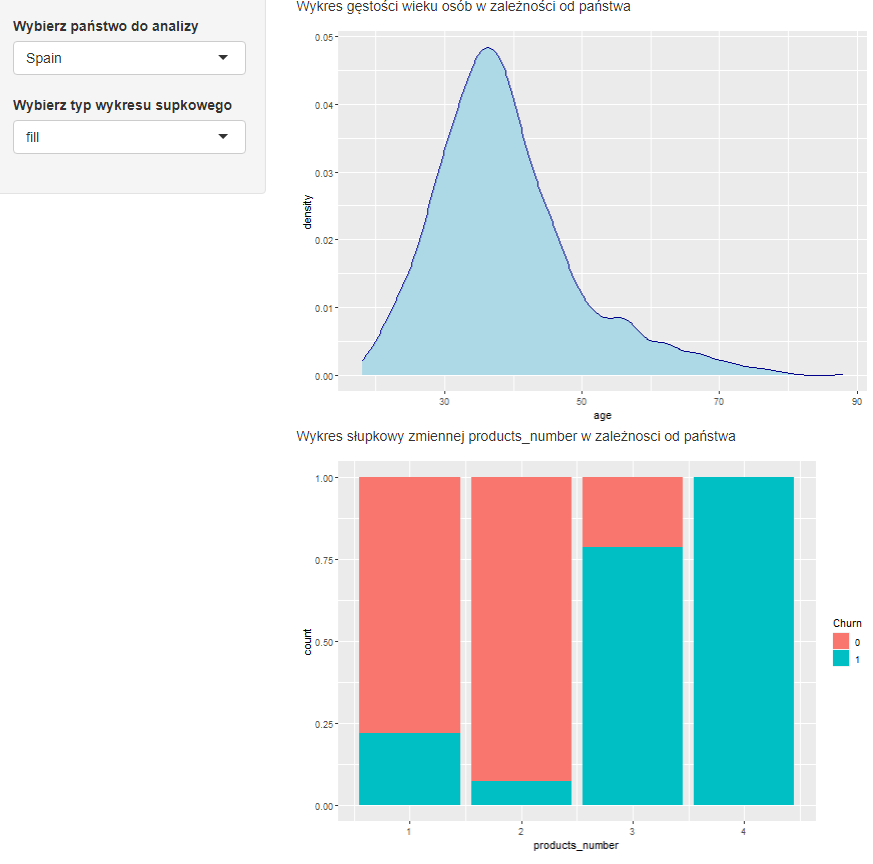 Wybierz państwo do analizy
Spain
Wybierz typ wykresu supkowego
fill
Wykres gęstości wieku osób w zależności od państwa
0.05
0.04
0.03
0.02
0.01
0.00
density
30
50
70
90
age
Wykres słupkowy zmiennej products_number w zależnosci od państwa
1.00
0.75
0.50
0.25
0.00
count
1
2
3
4
products_number
Churn
0
1